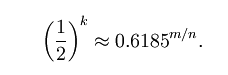 (1/2)^k ≈ 0.6185^{m/n}.